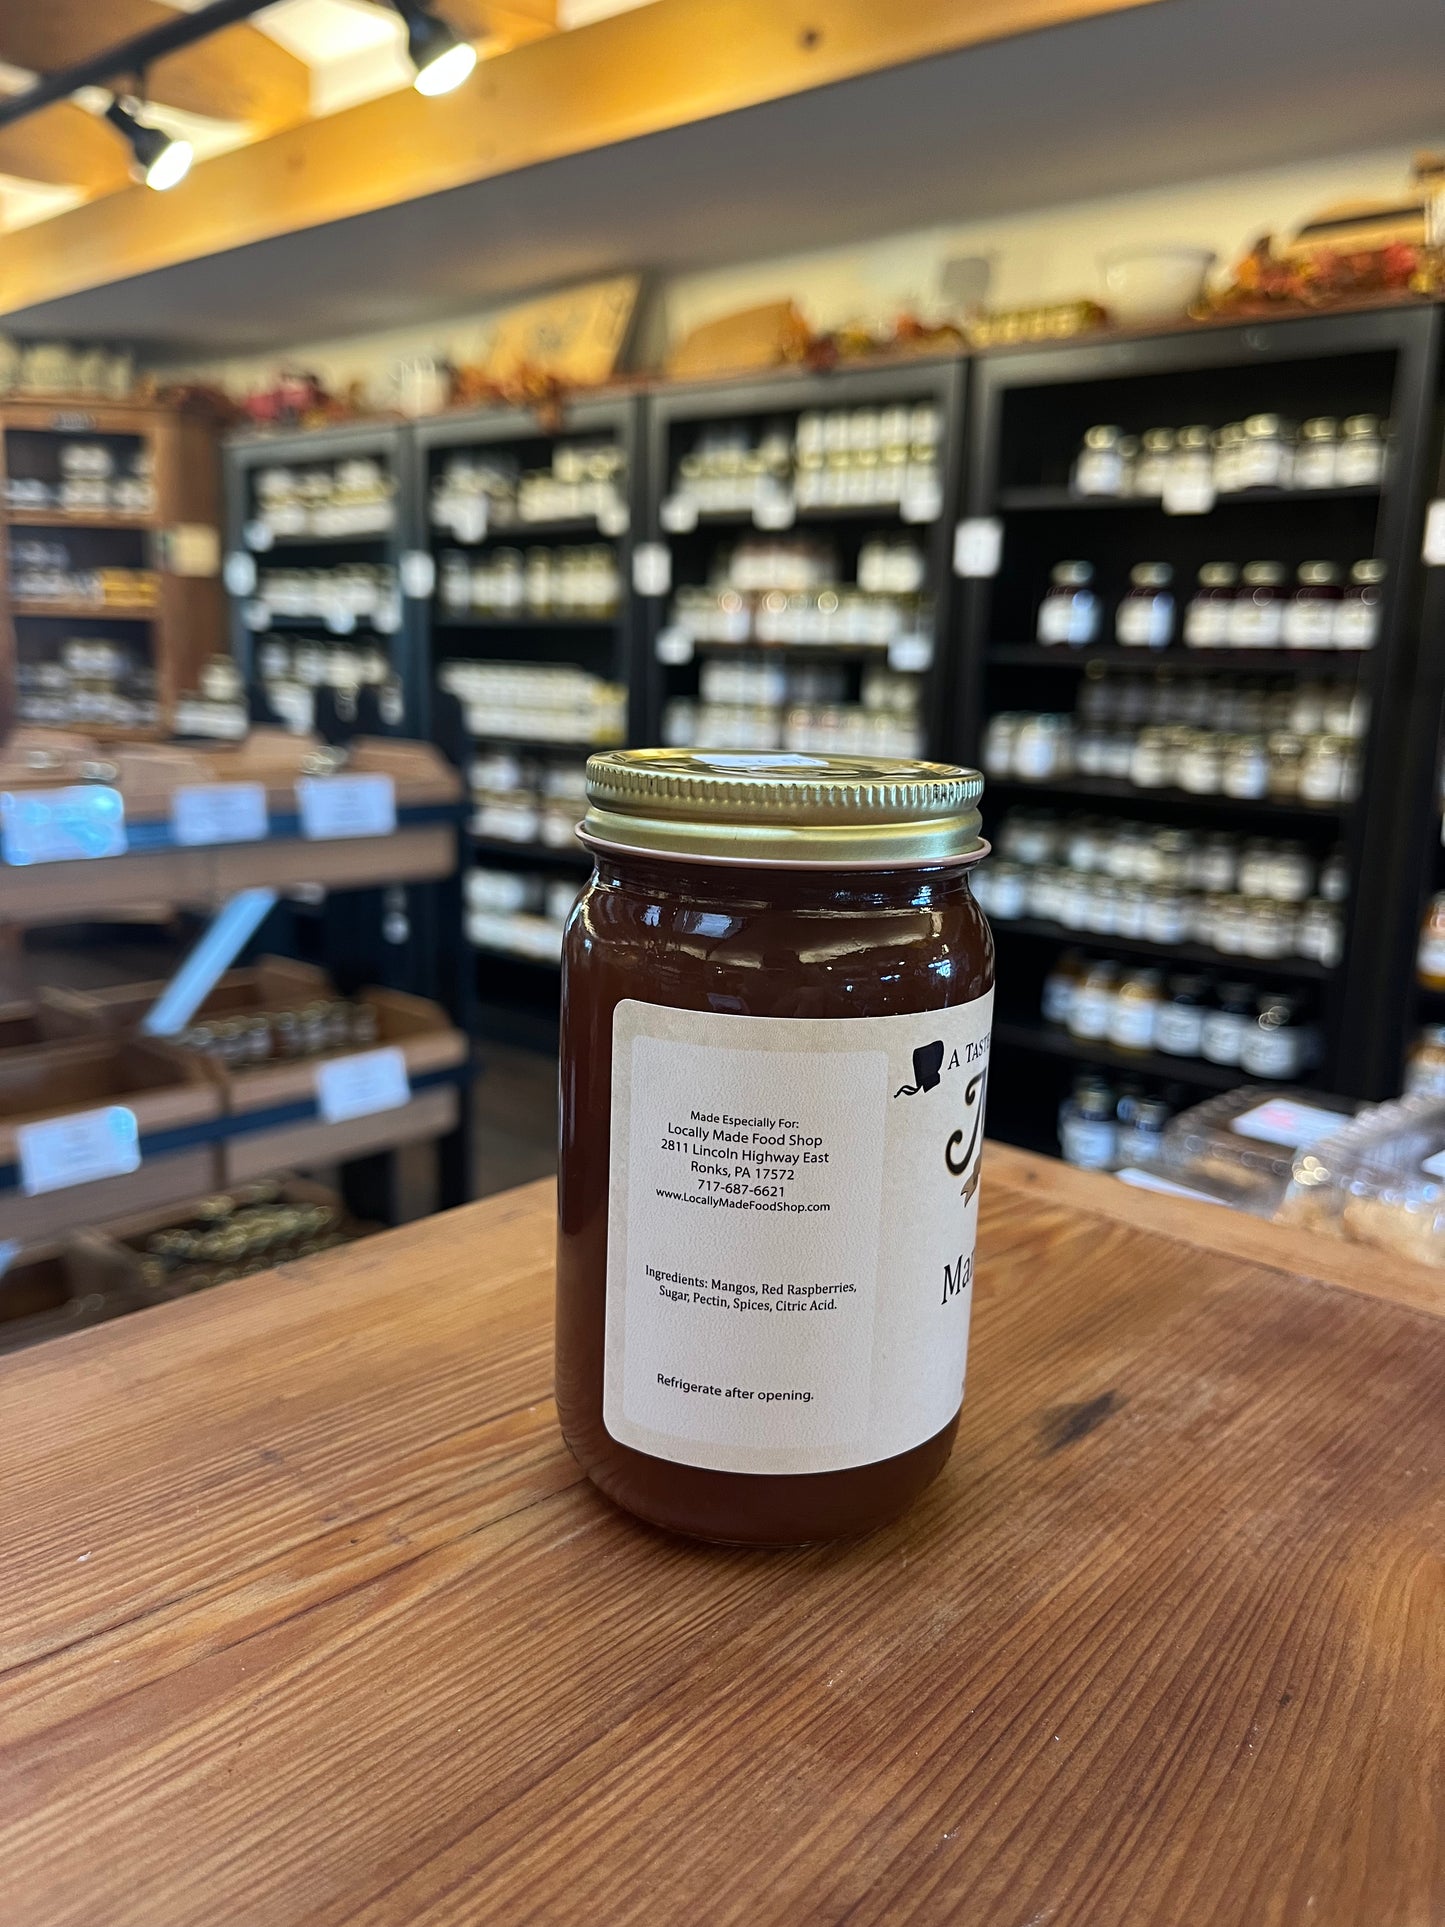 Made Especially For:
Locally Made Food Shop
2811 Lincoln Highway East
Ronks, PA 17572
717-687-6621
www.LocallyMadeFoodShop.com
Ingredients: Mangos, Red Raspberries,
Sugar, Pectin, Spices, Citric Acid.
Refrigerate after opening.
A TASTE